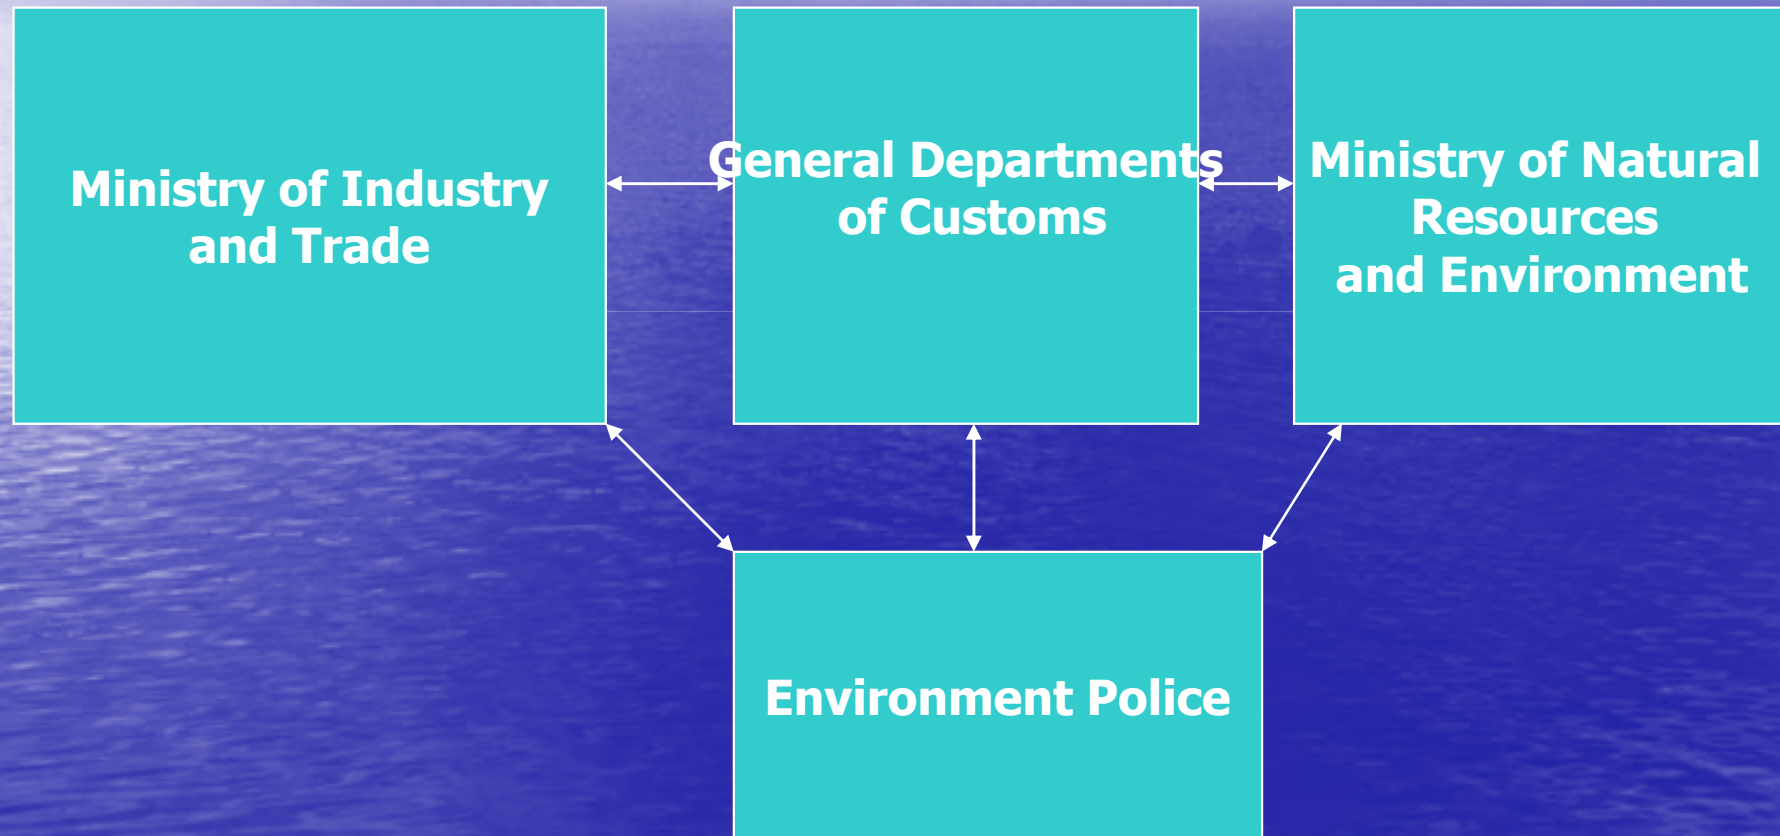 Ministry of Industry
and Trade
General Departments
of Customs
Ministry of Natural
Resources
and Environment
Environment Police